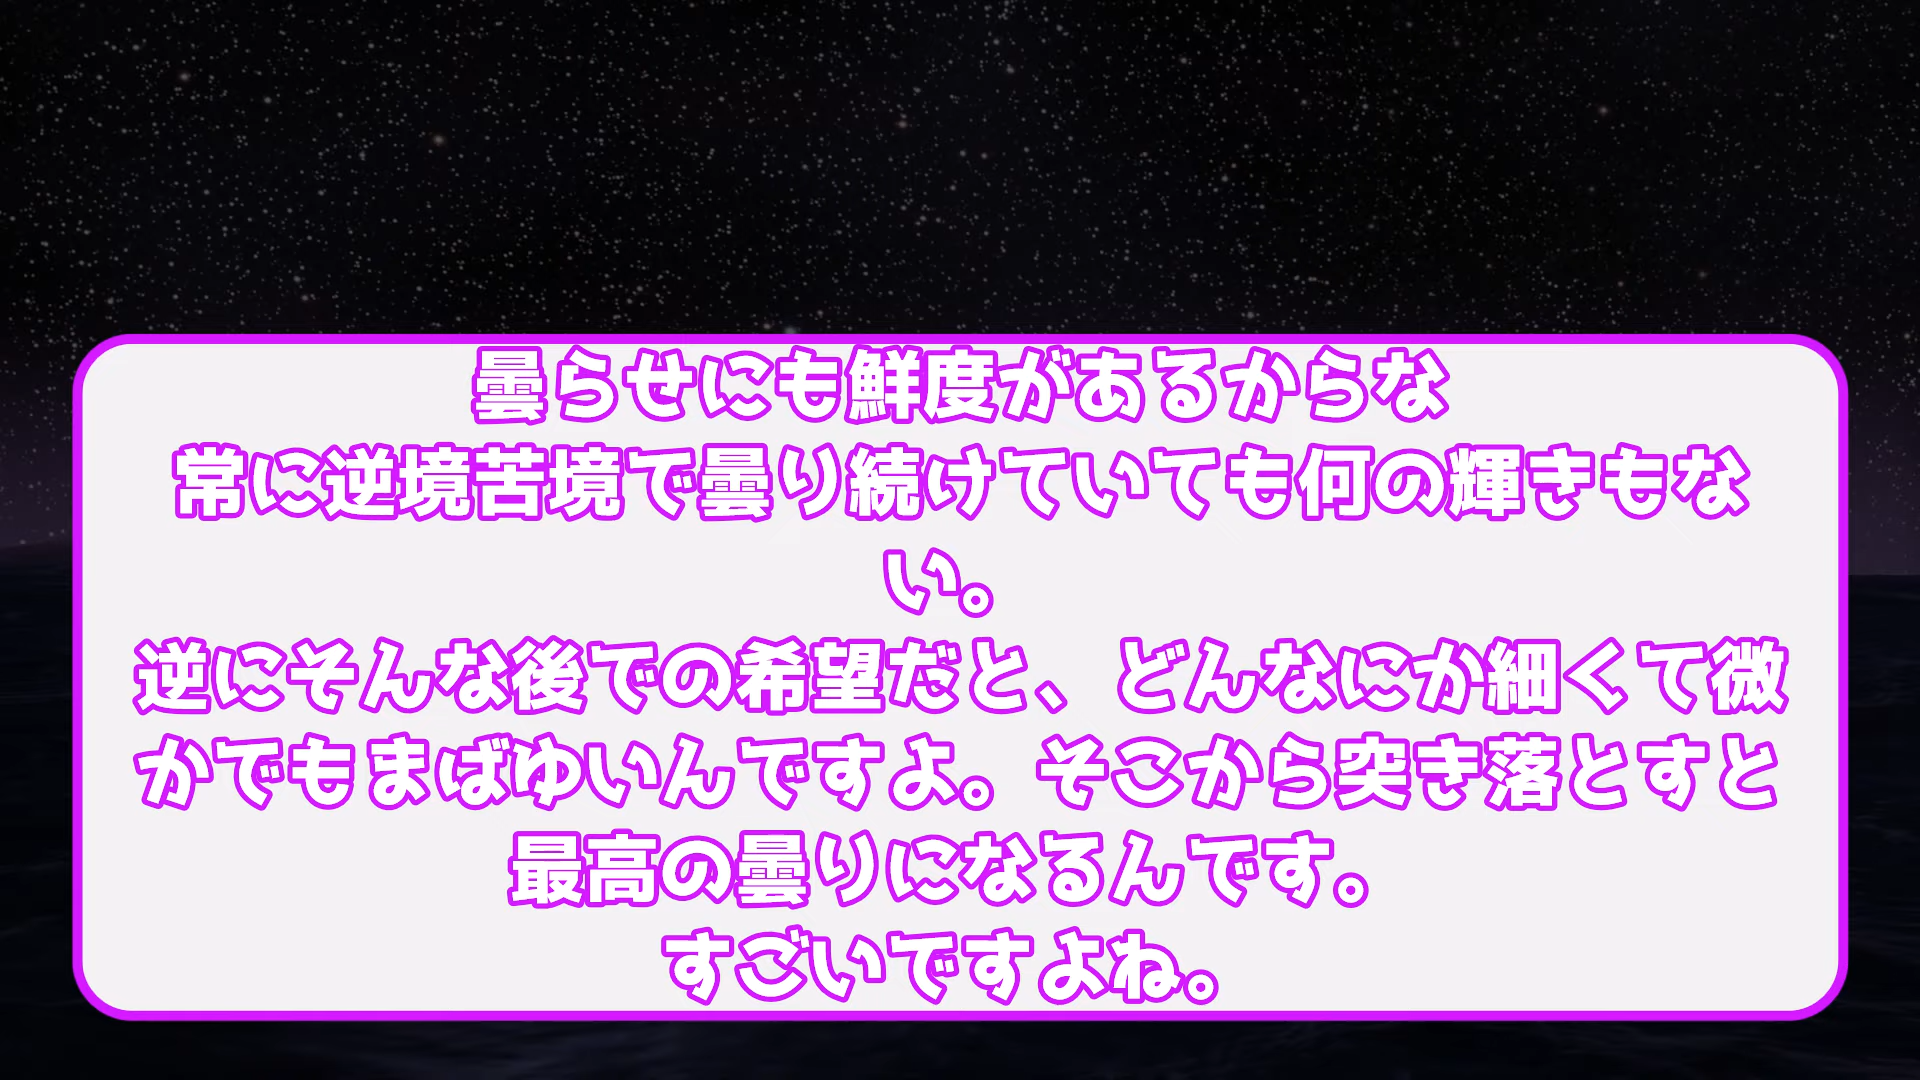 曇らせにも鮮度があるからな
常に逆境苦境で曇り続けていても何の輝きもな
い。
逆にそんな後での希望だと、どんなにか細くて微
かでもまばゆいんですよ。そこから突き落とすと
最高の曇りになるんです。
すごいですよね。